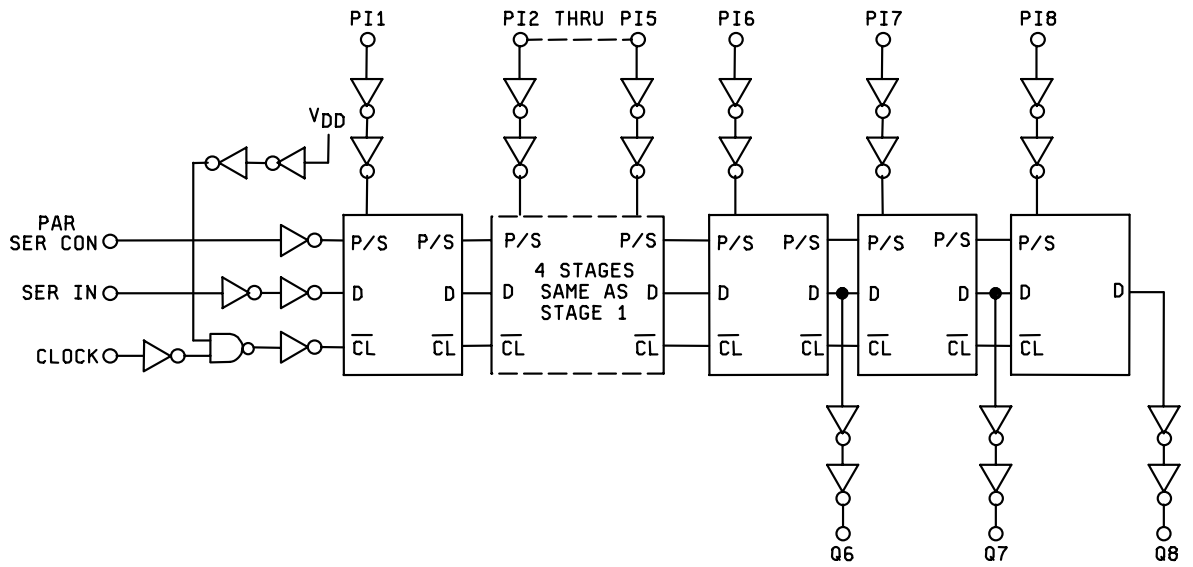 PI1
PI2 THRU PI5
PI6
PI7
PI8
VDD
PAR
SER CON
SER IN
CLOCK
P/S P/S
D D
CL CL
P/S P/S
4 STAGES
SAME AS
STAGE 1
D D
CL CL
P/S P/S
D D
CL CL
P/S P/S
D D
CL CL
P/S
D D
CL
Q6
Q7
Q8